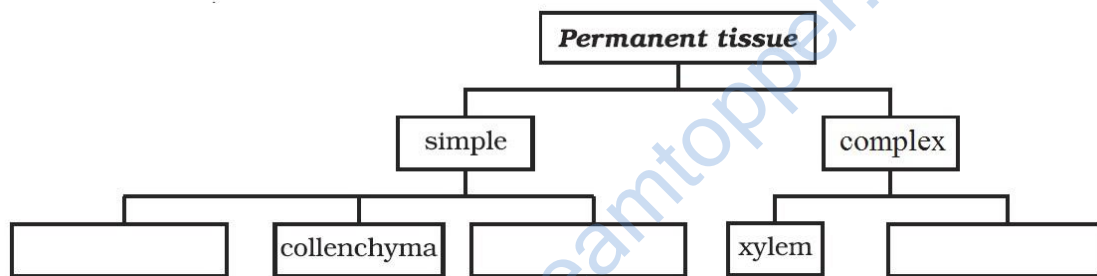 Permanent tissue
simple
complex
collenchyma
xylem